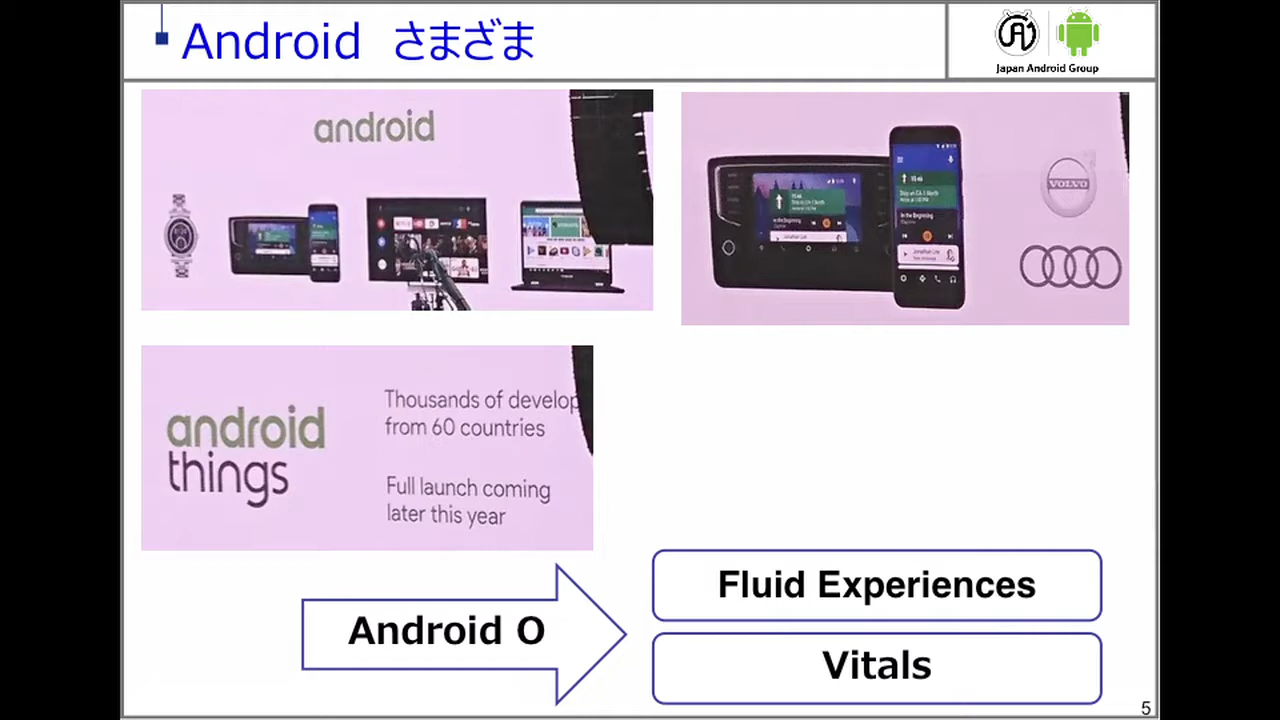 Android さまざま
Japan Android Group
android
VOLVO
android
things
Thousands of develop
from 60 countries
Full launch coming
later this year
Android O
Fluid Experiences
Vitals
5